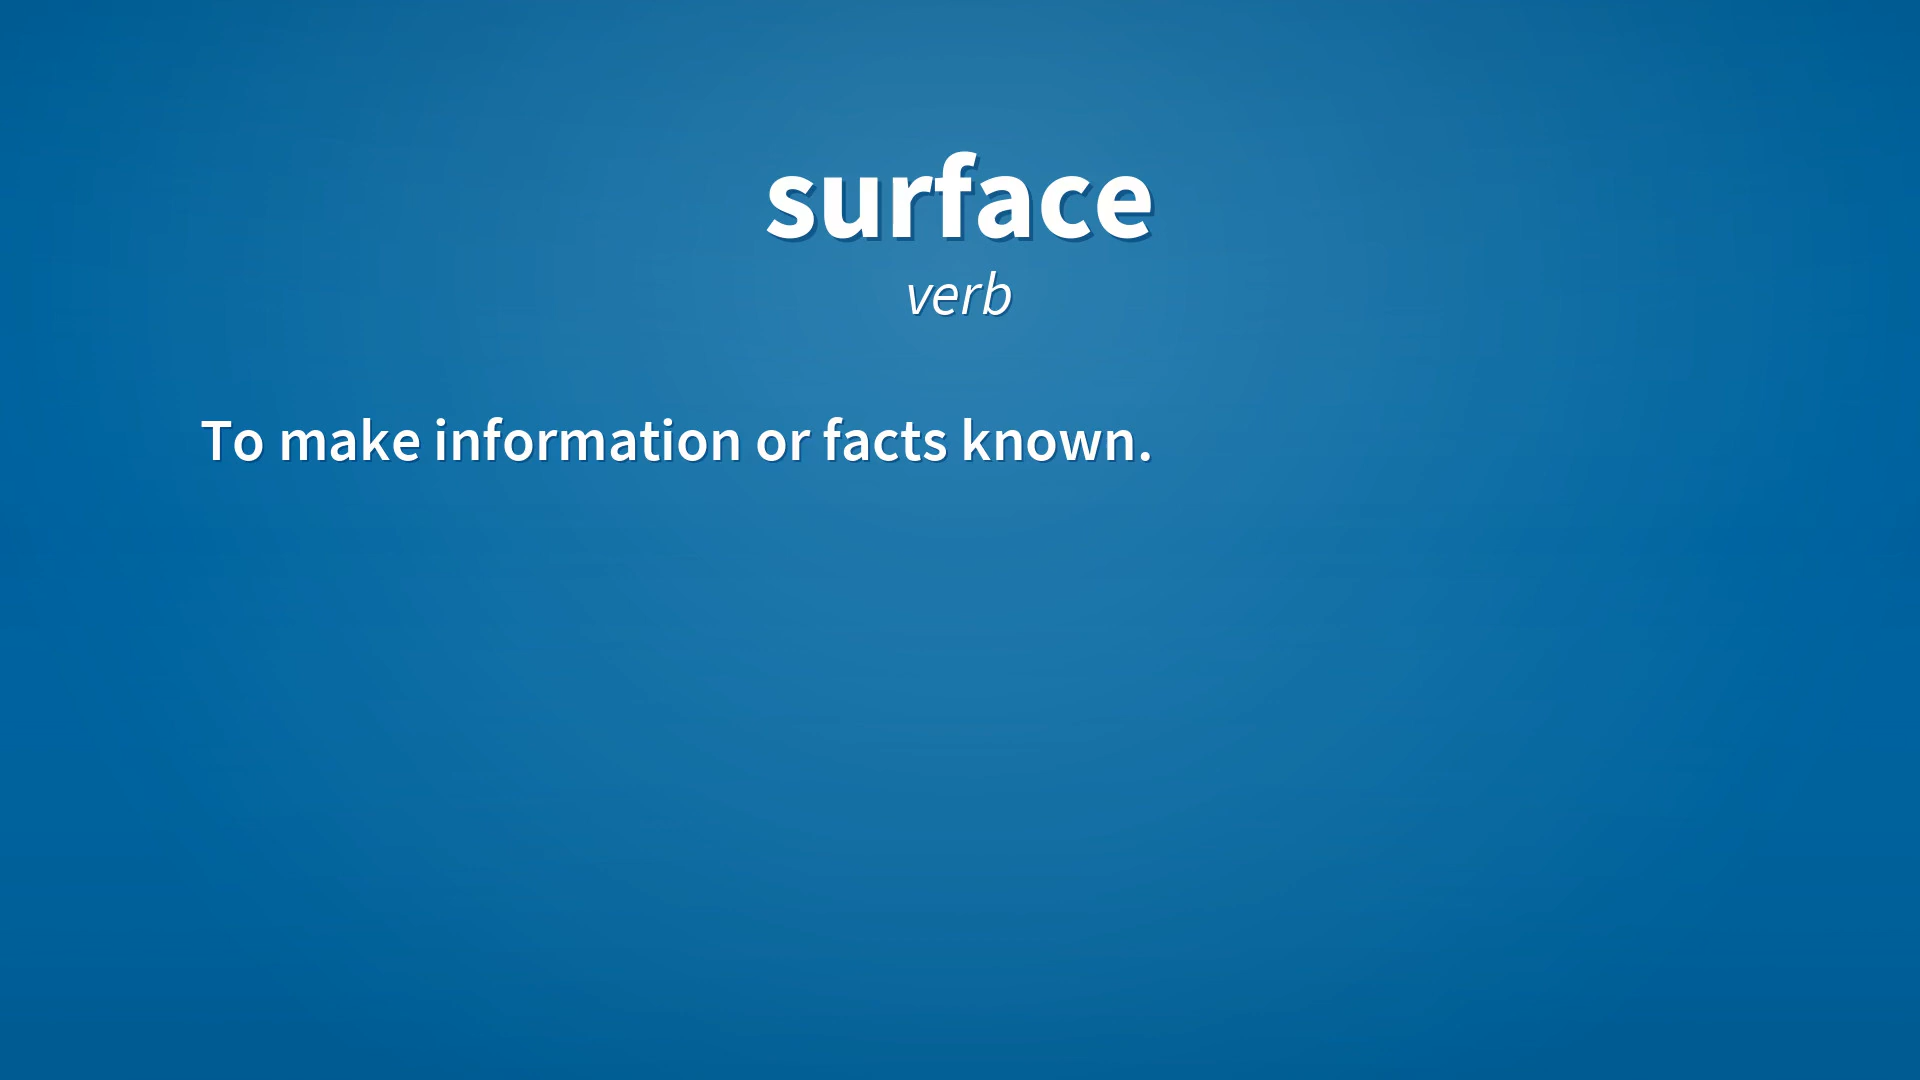 surface
verb
To make information or facts known.